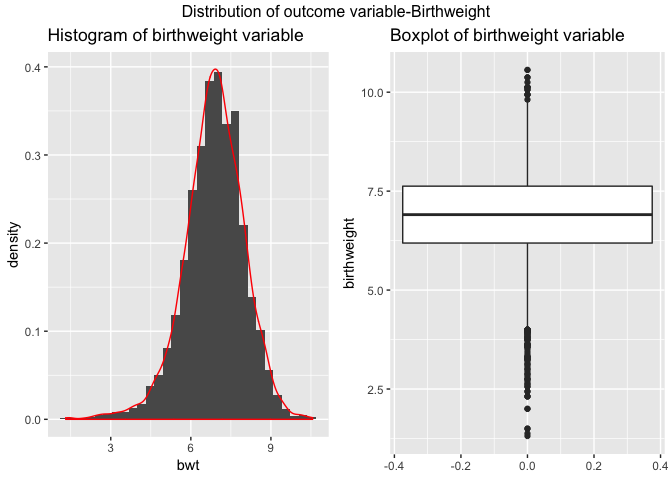 Distribution of outcome variable-Birthweight
Histogram of birthweight variable
Boxplot of birthweight variable
density
0.4
0.3
0.2
0.1
0.0
3
6
9
bwt
birthweight
10.0
7.5
5.0
2.5
-0.4
-0.2
0.0
0.2
0.4